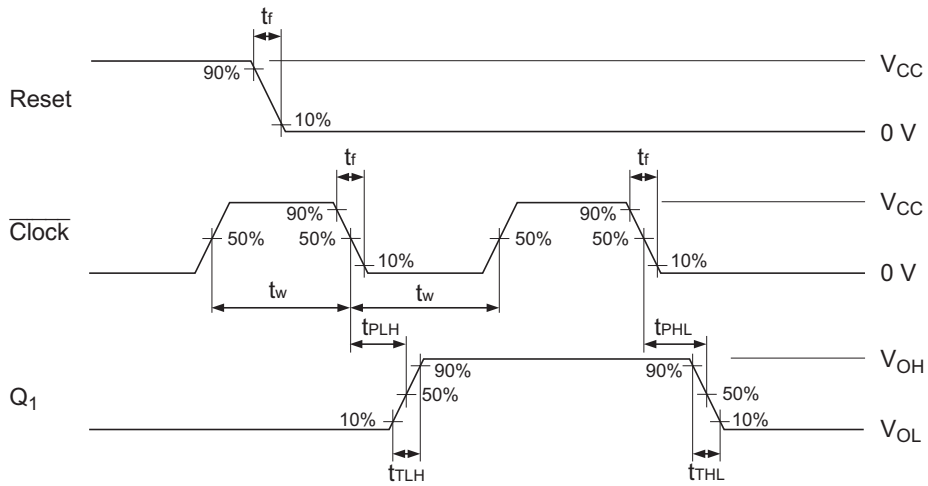 tf
90%
VCC
Reset
10%
0 V
tf
tf
90%
90%
VCC
Clock
50%
50%
50%
50%
10%
10%
0 V
tw
tw
tPLH
tPHL
90%
90%
VOH
Q1
50%
50%
10%
10%
VOL
tTLH
tTHL